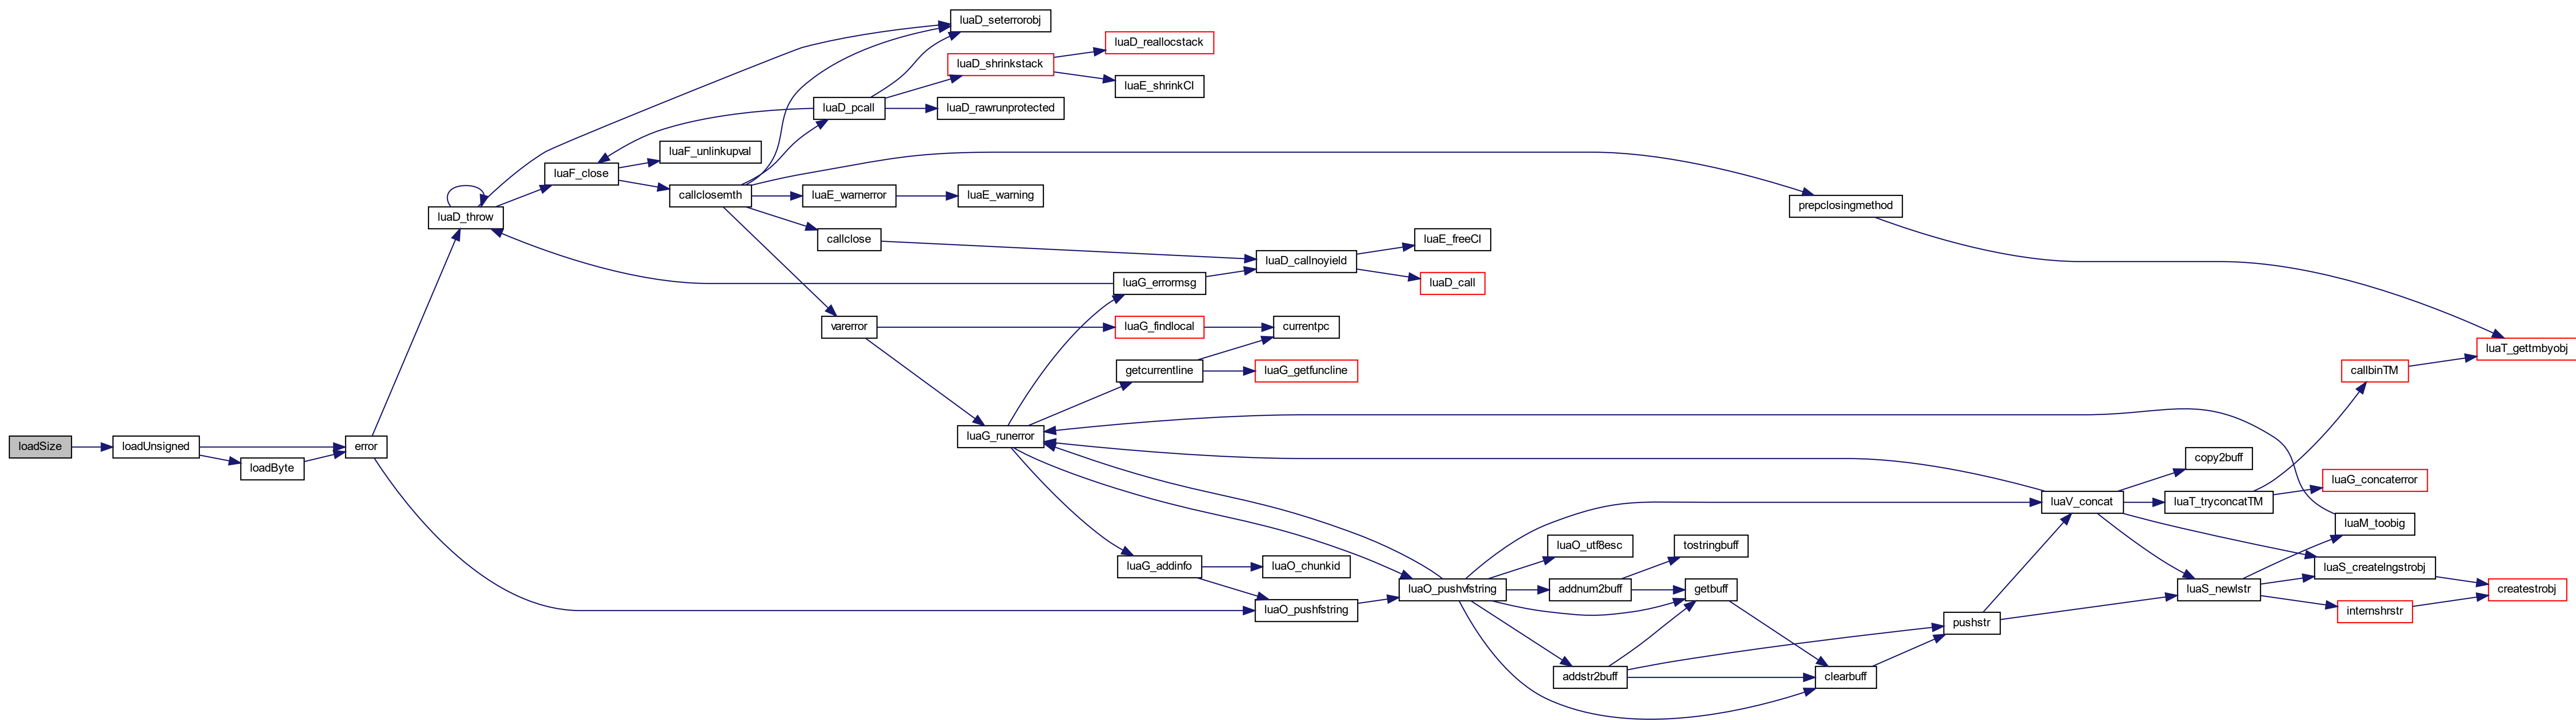 luaD_seterrorobj
luaD_reallocstack
luaD_shrinkstack
luaE_shrinkCI
luaD_pcall
luaD_rawrunprotected
luaF_unlinkupval
luaF_close
callclosemth
luaE_warnerror
luaE_warning
prepclosingmethod
luaD_throw
callclose
luaE_freeCI
luaD_callnoyield
luaG_errormsg
luaD_call
varerror
luaG_findlocal
currentpc
luaT_gettmbyobj
getcurrentline
luaG_getfuncline
callbinTM
luaG_runerror
loadSize
loadUnsigned
error
loadByte
copy2buff
luaG_concaterror
luaV_concat
luaT_tryconcatTM
luaM_toobig
luaO_utf8esc
tostringbuff
luaG_addinfo
luaO_chunkid
luaS_createlngstrobj
luaO_pushvfstring
addnum2buff
getbuff
luaS_newlstr
createstrobj
luaO_pushfstring
internshrstr
pushstr
addstr2buff
clearbuff